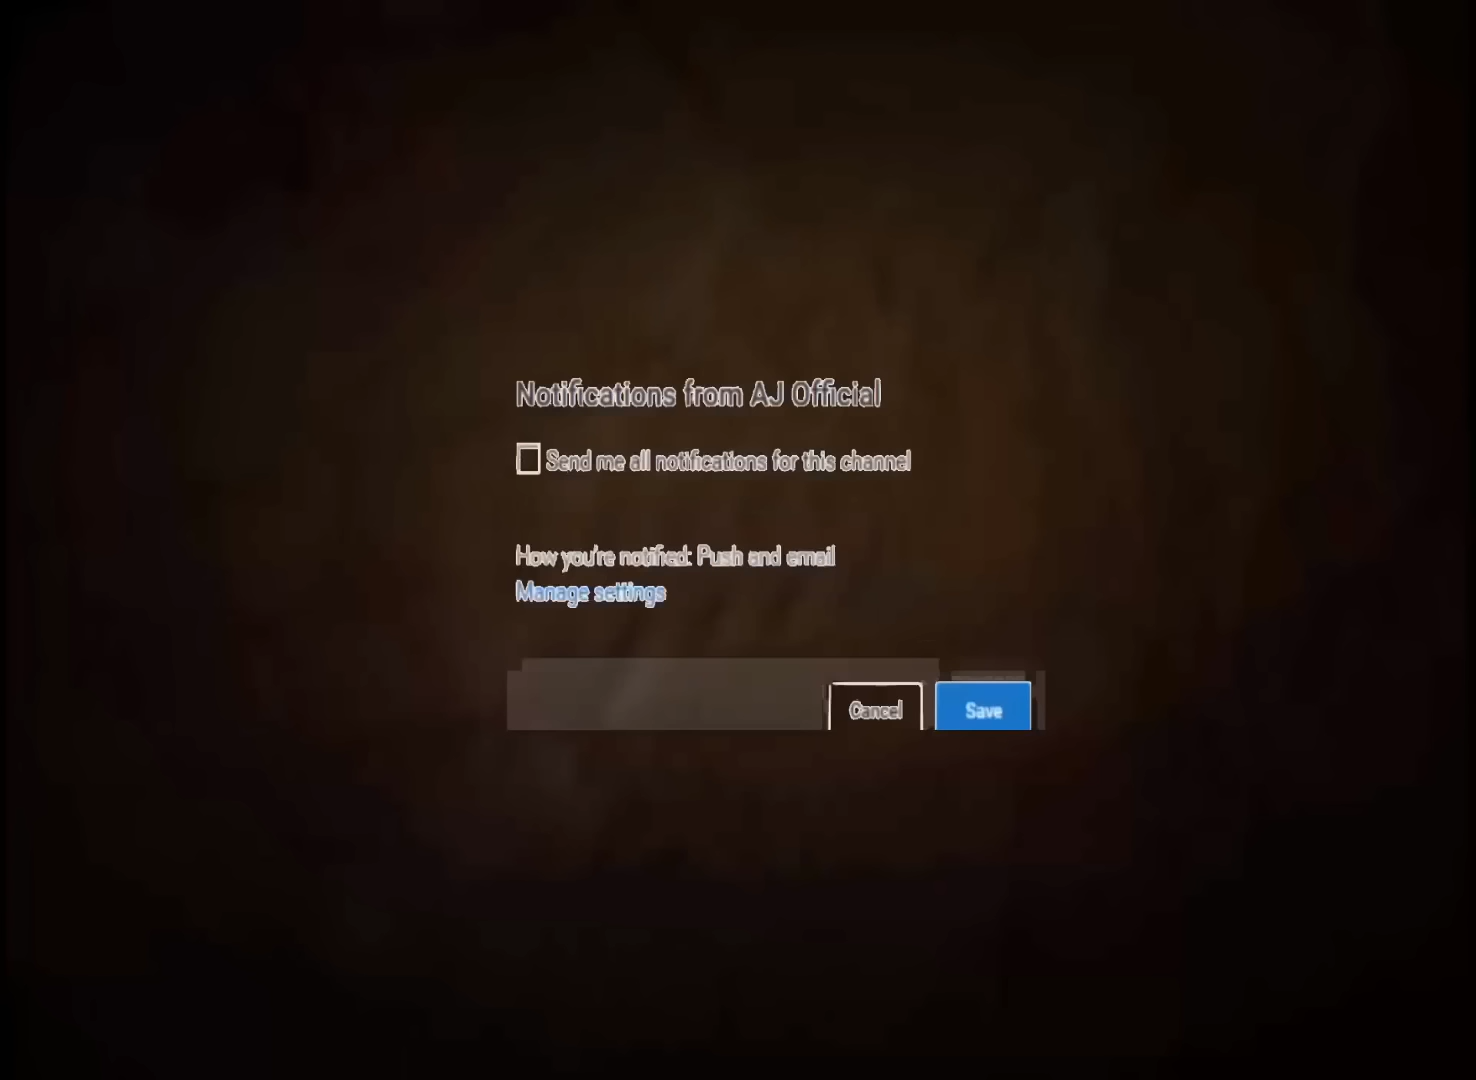 Notifications from AJ Official
Send me all notifications for this channel
How you're notified: Push and email
Manage settings
Cancel
Save